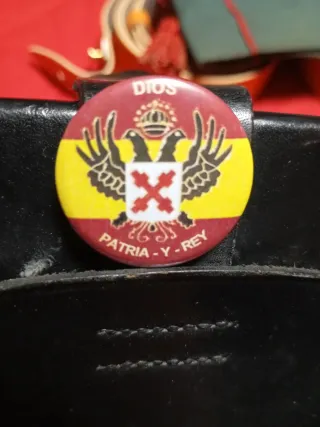 DIOS
PATRIA - Y - REY